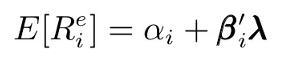 E[R_i^e] = α_i + β_i′λ